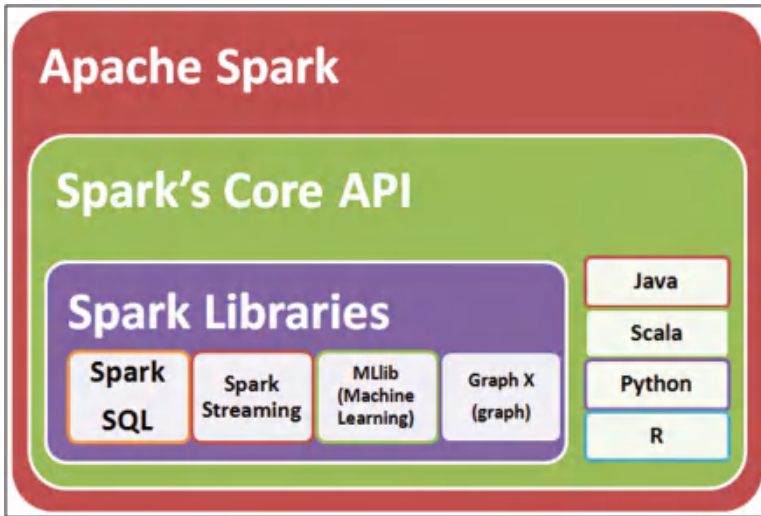 Apache Spark
Spark's Core API
Spark Libraries
Spark
SQL
Spark
Streaming
MLlib
(Machine
Learning)
Graph X
(graph)
Java
Scala
Python
R